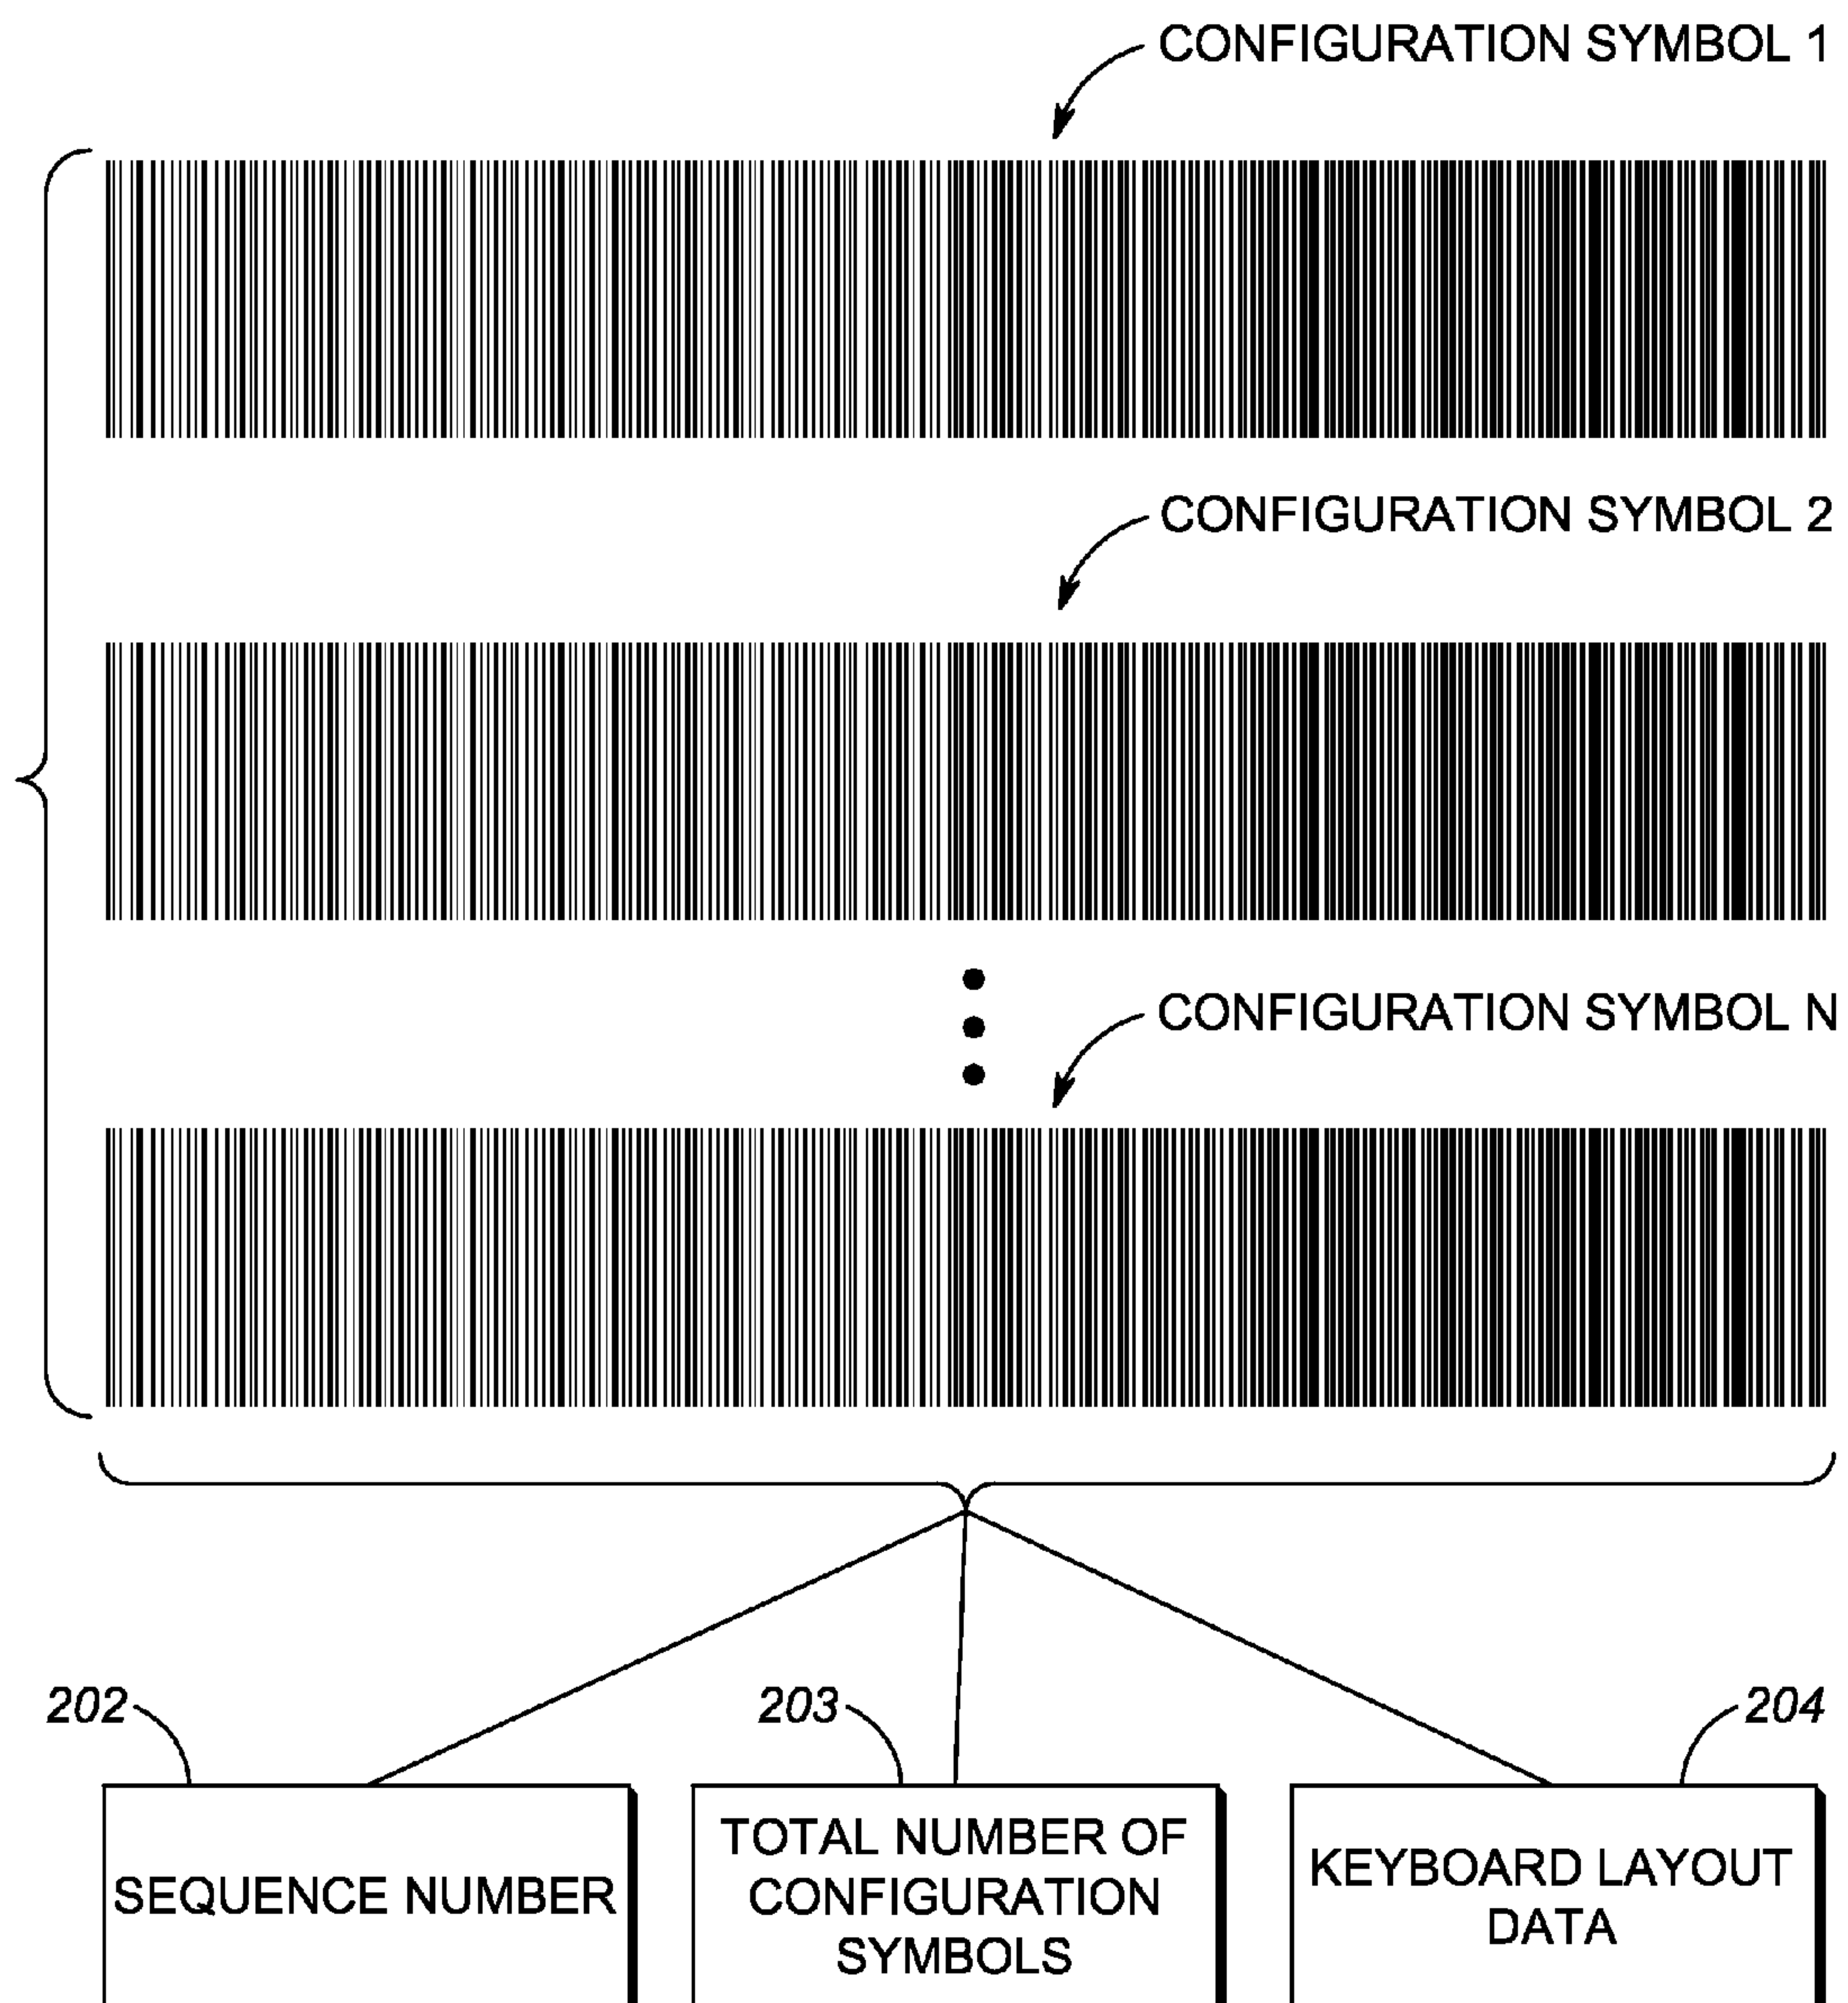 CONFIGURATION SYMBOL 1
CONFIGURATION SYMBOL 2
CONFIGURATION SYMBOL N
202
203
204
SEQUENCE NUMBER
TOTAL NUMBER OF
CONFIGURATION
SYMBOLS
KEYBOARD LAYOUT
DATA